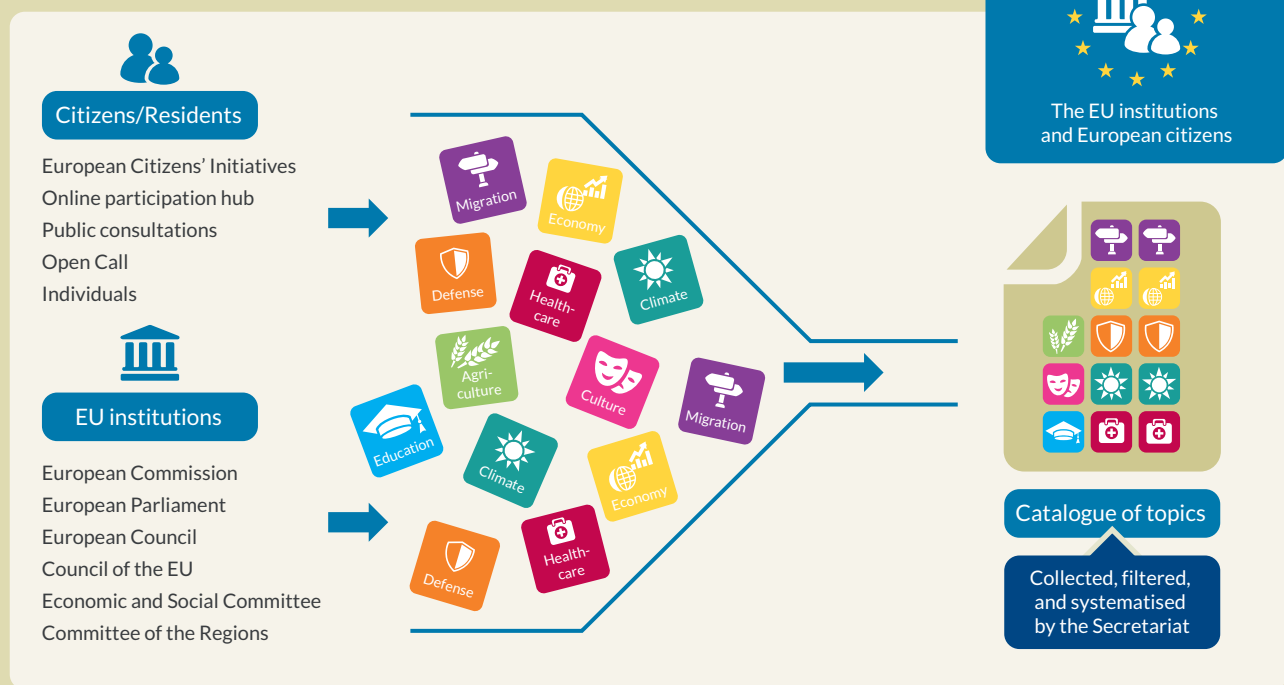 Citizens/Residents
European Citizens’ Initiatives
Online participation hub
Public consultations
Open Call
Individuals
EU institutions
European Commission
European Parliament
European Council
Council of the EU
Economic and Social Committee
Committee of the Regions
Migration
Economy
Defense
Health-
care
Climate
Agri-
culture
Culture
Migration
Education
Climate
Economy
Defense
Health-
care
The EU institutions
and European citizens
Catalogue of topics
Collected, filtered,
and systematised
by the Secretariat